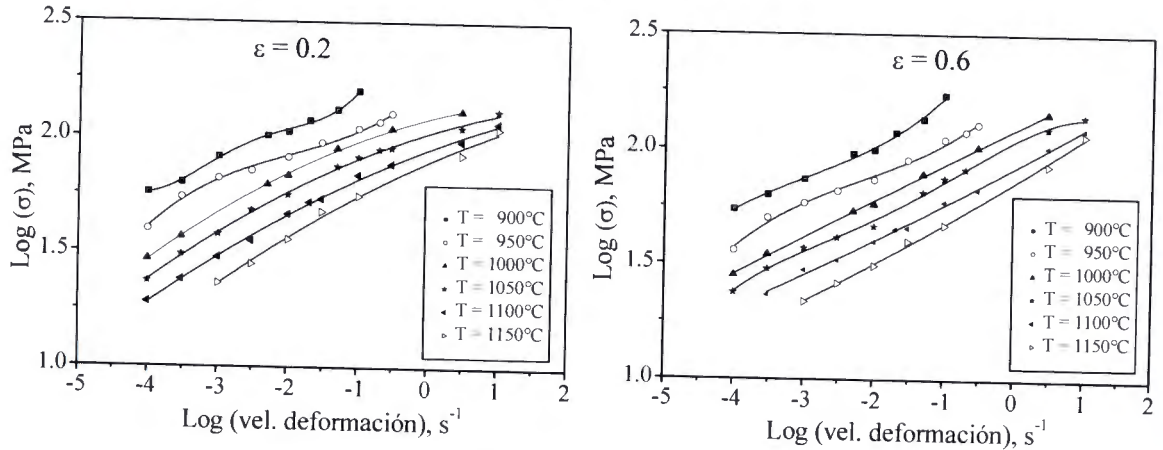 2.5
2.0
1.5
1.0
Log (σ), MPa
ε = 0.2
T = 900°C
T = 950°C
T = 1000°C
T = 1050°C
T = 1100°C
T = 1150°C
-5 -4 -3 -2 -1 0 1 2
Log (vel. deformación), s⁻¹
2.5
2.0
1.5
1.0
Log (σ), MPa
ε = 0.6
T = 900°C
T = 950°C
T = 1000°C
T = 1050°C
T = 1100°C
T = 1150°C
-5 -4 -3 -2 -1 0 1 2
Log (vel. deformación), s⁻¹